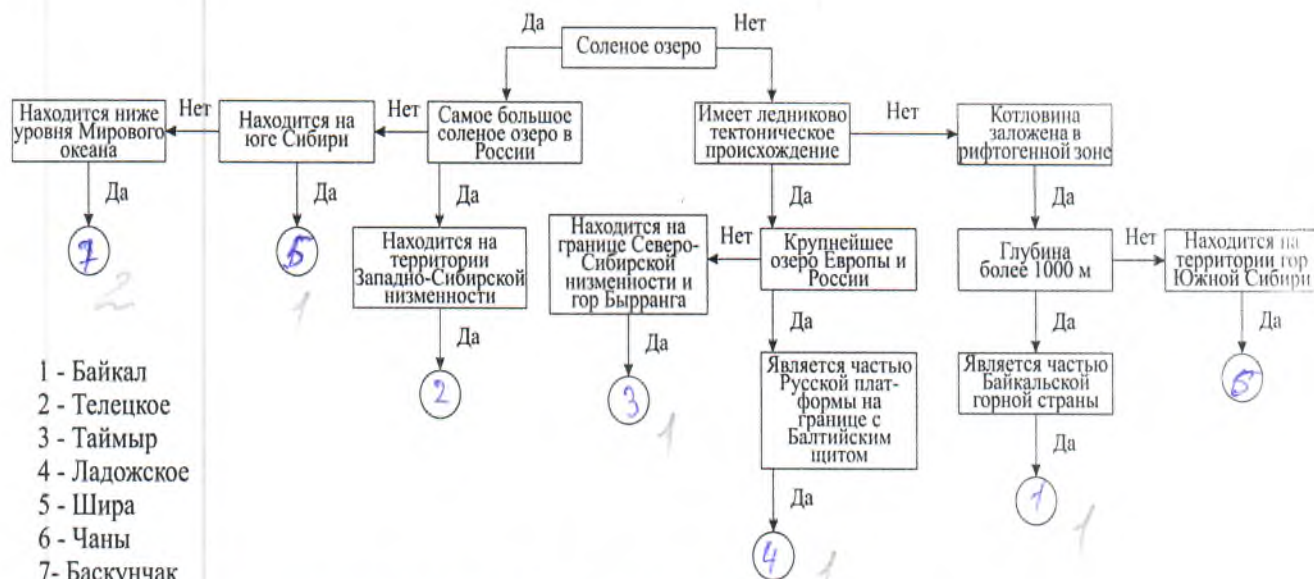 Да
Нет
Соленое озеро
Находится ниже
уровня Мирового
океана
Нет
Находится на
юге Сибири
Нет
Самое большое
соленое озеро в
России
Имеет ледниково
тектоническое
происхождение
Нет
Котловина
заложена в
рифтогенной зоне
Да
Да
Да
Да
Да
7
5
Находится на
территории
Западно-Сибирской
низменности
Находится на
границе Северо-
Сибирской
низменности и
гор Бырранга
Нет
Крупнейшее
озеро Европы и
России
Глубина
более 1000 м
Нет
Находится на
территории гор
Южной Сибири
2
1
Да
Да
Да
Да
Да
2
3
1
Является частью
Русской плат-
формы на
границе с
Балтийским
щитом
Является частью
Байкальской
горной страны
Да
Да
1
1
4
1
1 - Байкал
2 - Телецкое
3 - Таймыр
4 - Ладожское
5 - Шира
6 - Чаны
7- Баскунчак